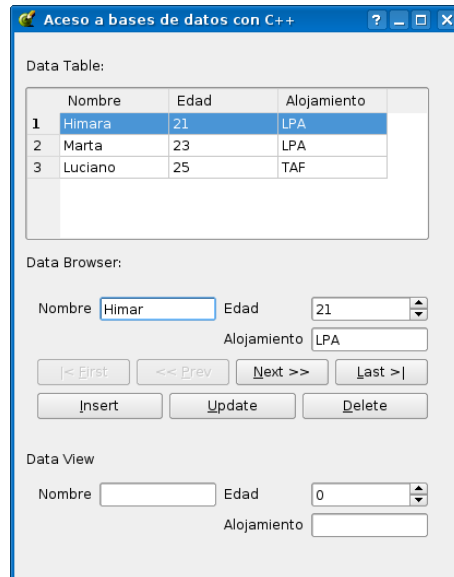 Aceso a bases de datos con C++
Data Table:
Nombre Edad Alojamiento
1 Himara 21 LPA
2 Marta 23 LPA
3 Luciano 25 TAF
Data Browser:
Nombre Himar Edad 21
Alojamiento LPA
|< First << Prev Next >> Last >|
Insert Update Delete
Data View
Nombre Edad 0
Alojamiento